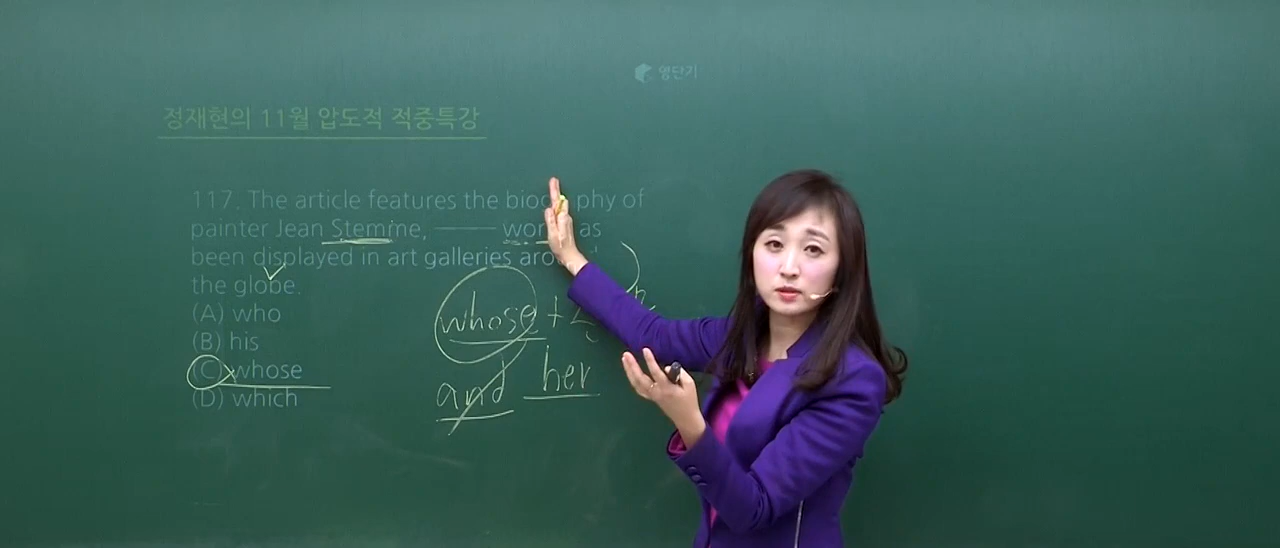 영단기
정재현의 11월 압도적 적중특강
117. The article features the of
painter Jean Stemme, ——— as
been displayed in art galleries
the globe.
(A) who
(B) his
(C) whose
(D) which
whose +
and her